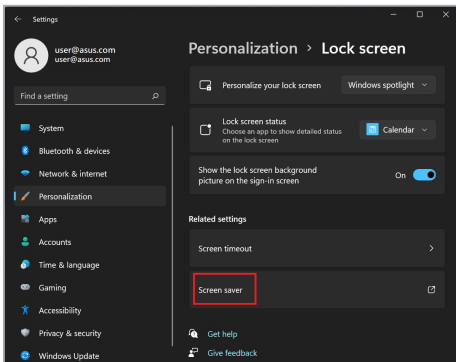 Settings
user@asus.com
user@asus.com
Find a setting
System
Bluetooth & devices
Network & internet
Personalization
Apps
Accounts
Time & language
Gaming
Accessibility
Privacy & security
Windows Update
Personalization > Lock screen
Personalize your lock screen
Windows spotlight
Lock screen status
Choose an app to show detailed status
on the lock screen
Calendar
Show the lock screen background
picture on the sign-in screen
On
Related settings
Screen timeout
Screen saver
Get help
Give feedback